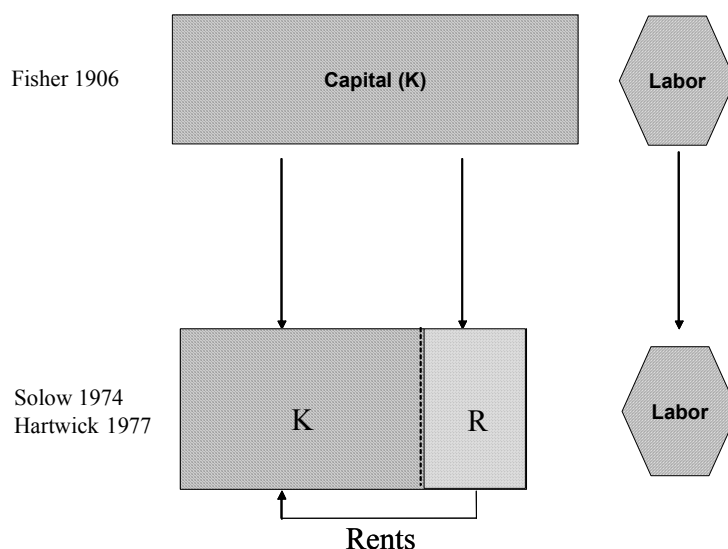 Fisher 1906
Capital (K)
Labor
Solow 1974
Hartwick 1977
K
R
Labor
Rents